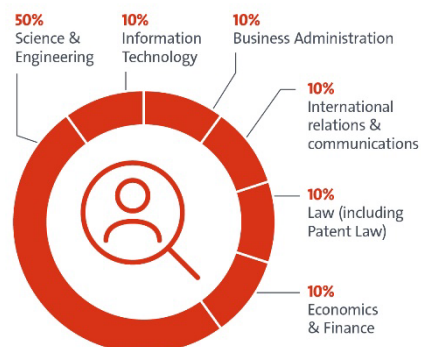 50%
Science &
Engineering
10%
Information
Technology
10%
Business Administration
10%
International
relations &
communications
10%
Law (including
Patent Law)
10%
Economics
& Finance